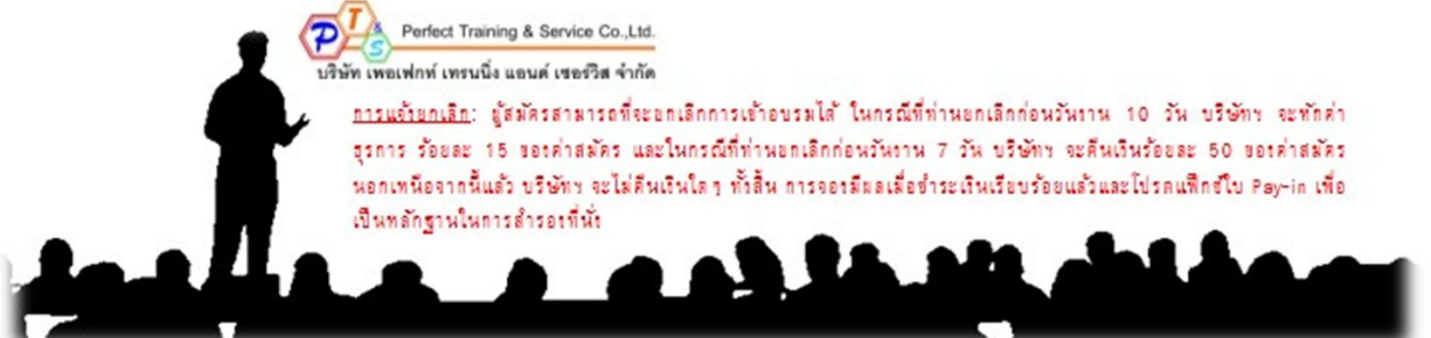 PT&S
Perfect Training & Service Co.,Ltd.
บริษัท เพอเฟกท์ เทรนนิ่ง แอนด์ เซอร์วิส จำกัด
การแจ้งยกเลิก: ผู้สมัครสามารถที่จะยกเลิกการเข้าอบรมได้ ในกรณีที่ท่านยกเลิกก่อนวันงาน 10 วัน บริษัทฯ จะหักค่า
ธุรการ ร้อยละ 15 ของค่าสมัคร และในกรณีที่ท่านยกเลิกก่อนวันงาน 7 วัน บริษัทฯ จะคืนเงินร้อยละ 50 ของค่าสมัคร
นอกเหนือจากนี้แล้ว บริษัทฯ จะไม่คืนเงินใดๆ ทั้งสิ้น การจองมีผลเมื่อชำระเงินเรียบร้อยแล้วและโปรดแฟ็กซ์ใบ Pay-in เพื่อ
เป็นหลักฐานในการสำรองที่นั่ง